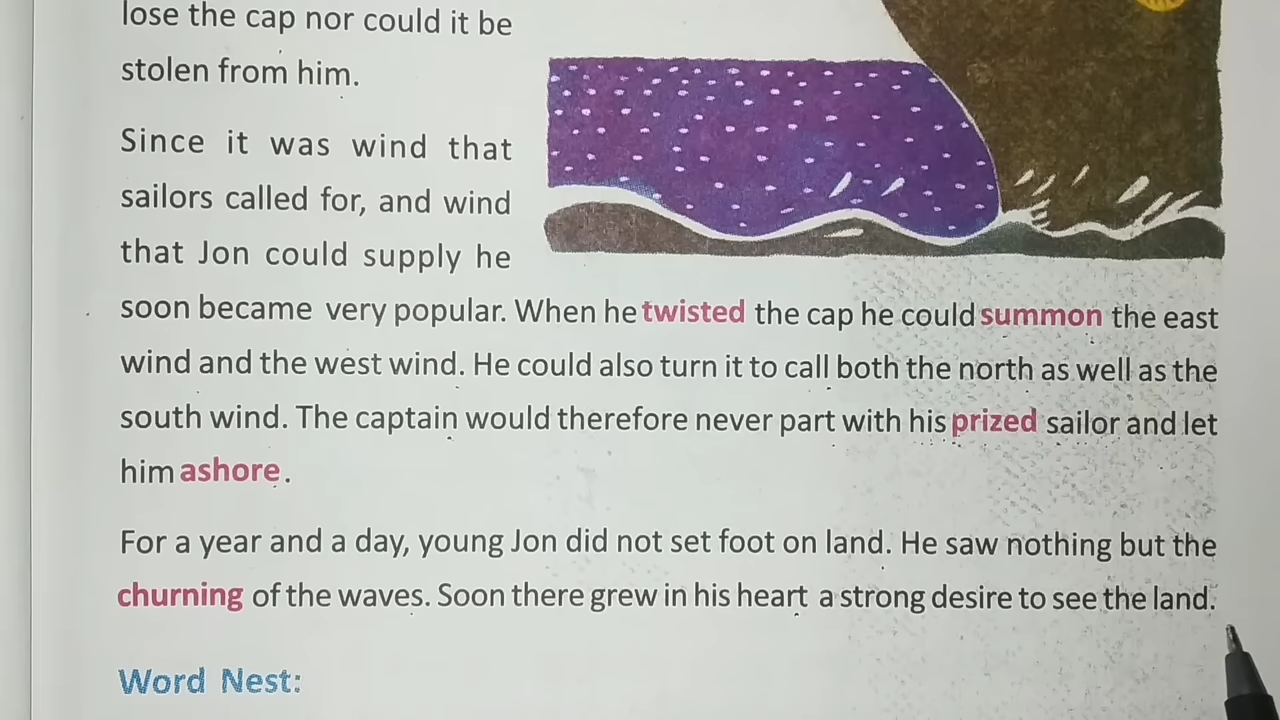 lose the cap nor could it be
stolen from him.
Since it was wind that
sailors called for, and wind
that Jon could supply he
soon became very popular. When he twisted the cap he could summon the east
wind and the west wind. He could also turn it to call both the north as well as the
south wind. The captain would therefore never part with his prized sailor and let
him ashore.
For a year and a day, young Jon did not set foot on land. He saw nothing but the
churning of the waves. Soon there grew in his heart a strong desire to see the land.
Word Nest: